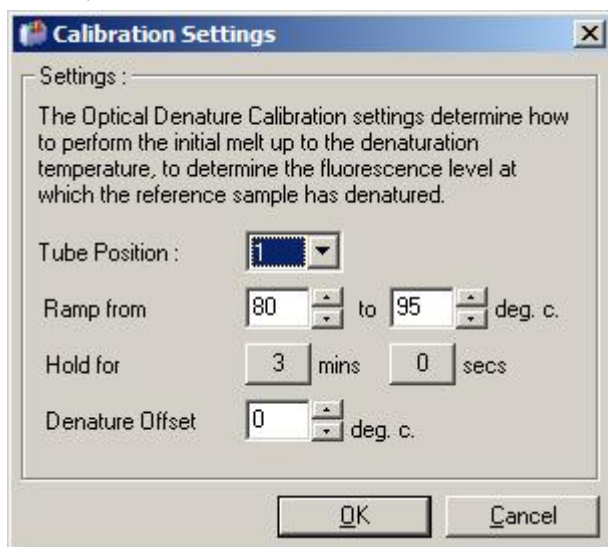 Calibration Settings
Settings :
The Optical Denature Calibration settings determine how
to perform the initial melt up to the denaturation
temperature, to determine the fluorescence level at
which the reference sample has denatured.
Tube Position : 1
Ramp from 80 to 95 deg. c.
Hold for 3 mins 0 secs
Denature Offset 0 deg. c.
OK Cancel